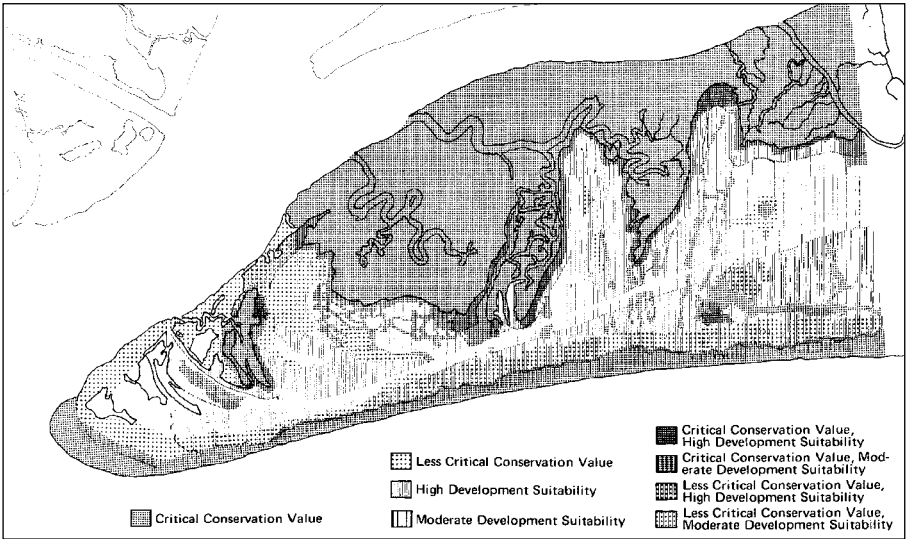 Critical Conservation Value
Less Critical Conservation Value
High Development Suitability
Moderate Development Suitability
Critical Conservation Value,
High Development Suitability
Critical Conservation Value, Mod-
erate Development Suitability
Less Critical Conservation Value,
High Development Suitability
Less Critical Conservation Value,
Moderate Development Suitability